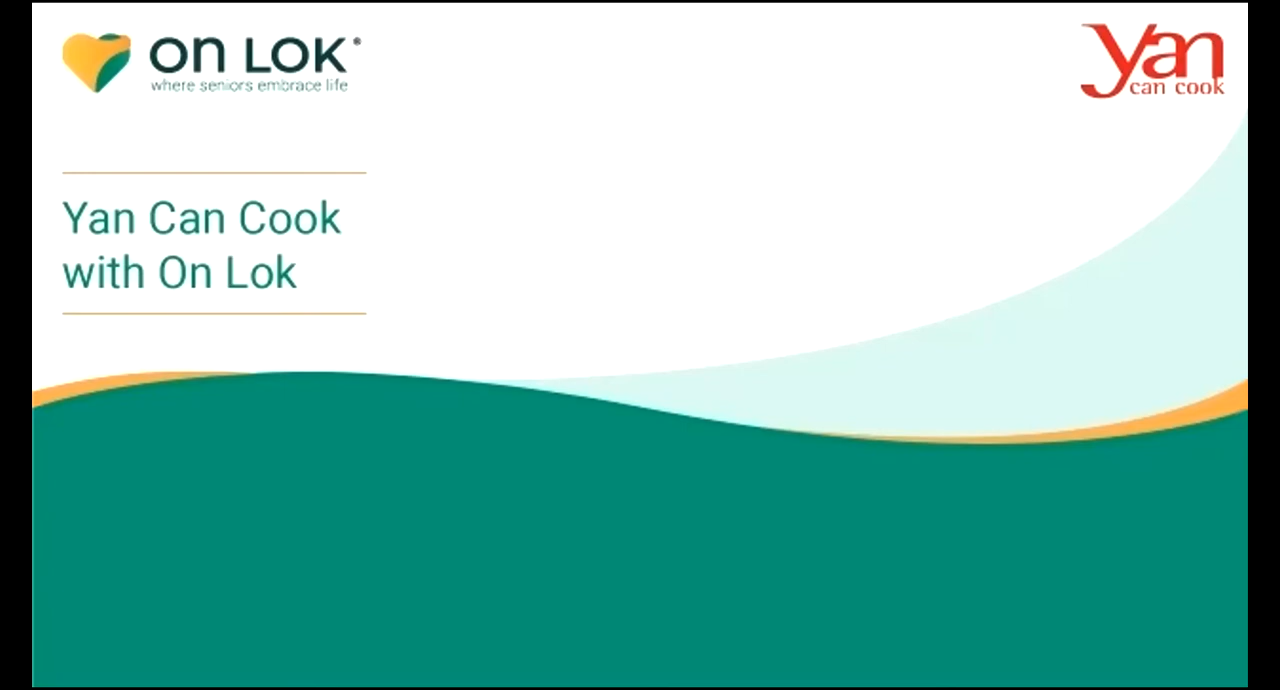 on LOK®
where seniors embrace life
yan
can cook
Yan Can Cook
with On Lok